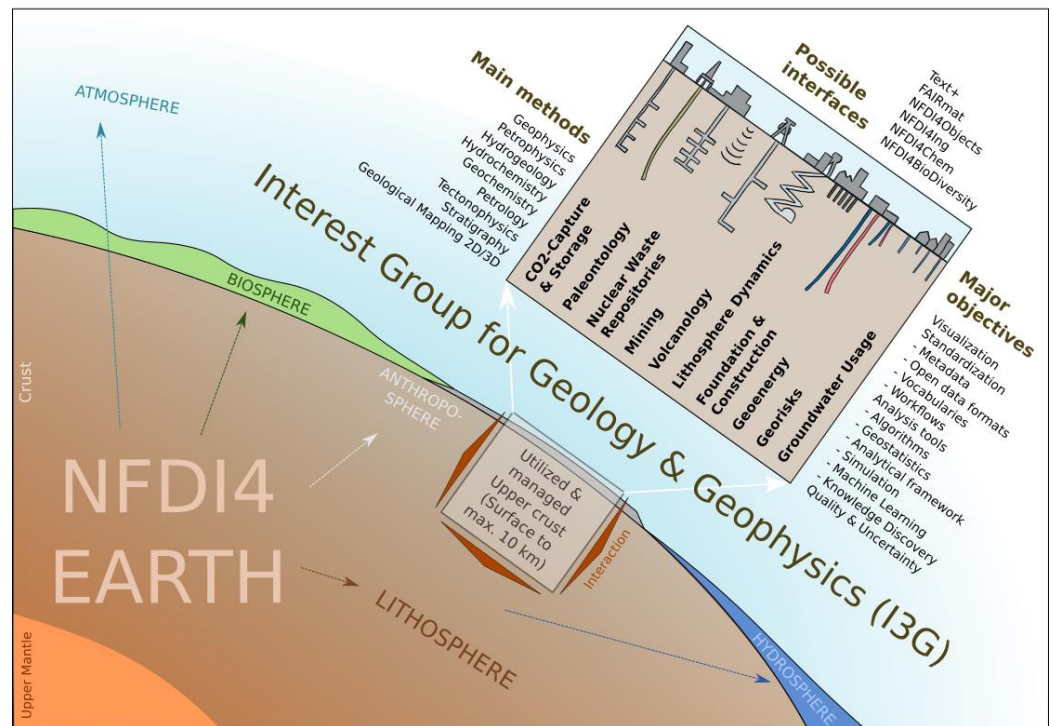 ATMOSPHERE
BIOSPHERE
ANTHROPO-
SPHERE
Crust
NFDI4
EARTH
LITHOSPHERE
Upper Mantle
HYDROSPHERE
Utilized &
managed
Upper crust
(Surface to
max. 10 km)
Interaction
Interest Group for Geology & Geophysics (I3G)
Main methods
Geophysics
Petrophysics
Hydrogeology
Hydrochemistry
Geochemistry
Petrology
Tectonophysics
Stratigraphy
Geological Mapping 2D/3D
CO2-Capture
& Storage
Paleontology
Nuclear Waste
Repositories
Mining
Volcanology
Lithosphere Dynamics
Foundation &
Construction
Geoenergy
Georisks
Groundwater Usage
Possible
interfaces
Text+
FAIRmat
NFDI4Objects
NFDI4Ing
NFDI4Chem
NFDI4BioDiversity
Major
objectives
Visualization
Standardization
- Metadata
- Open data formats
- Vocabularies
- Workflows
Analysis tools
- Algorithms
- Geostatistics
- Analytical framework
- Simulation
- Machine Learning
- Knowledge Discovery
Quality & Uncertainty